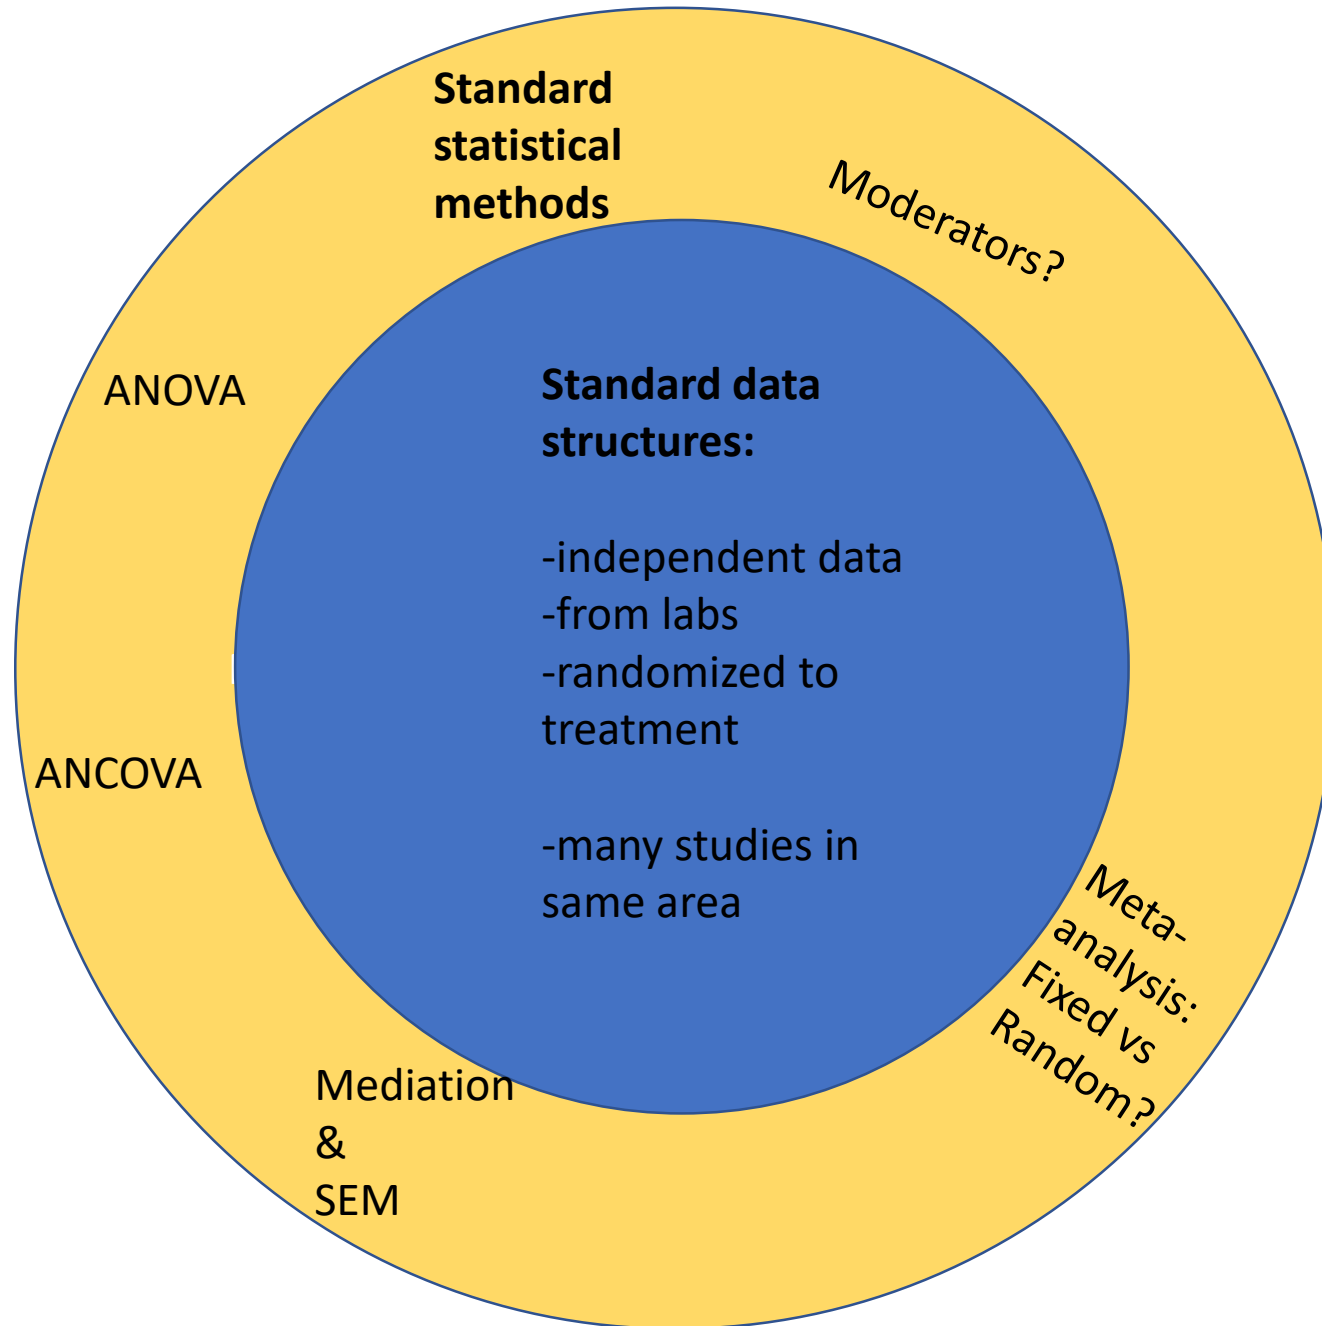 Standard
statistical
methods
Moderators?
ANOVA
Standard data
structures:
-independent data
-from labs
-randomized to
treatment
ANCOVA
-many studies in
same area
Meta-
analysis:
Fixed vs
Random?
Mediation
&
SEM